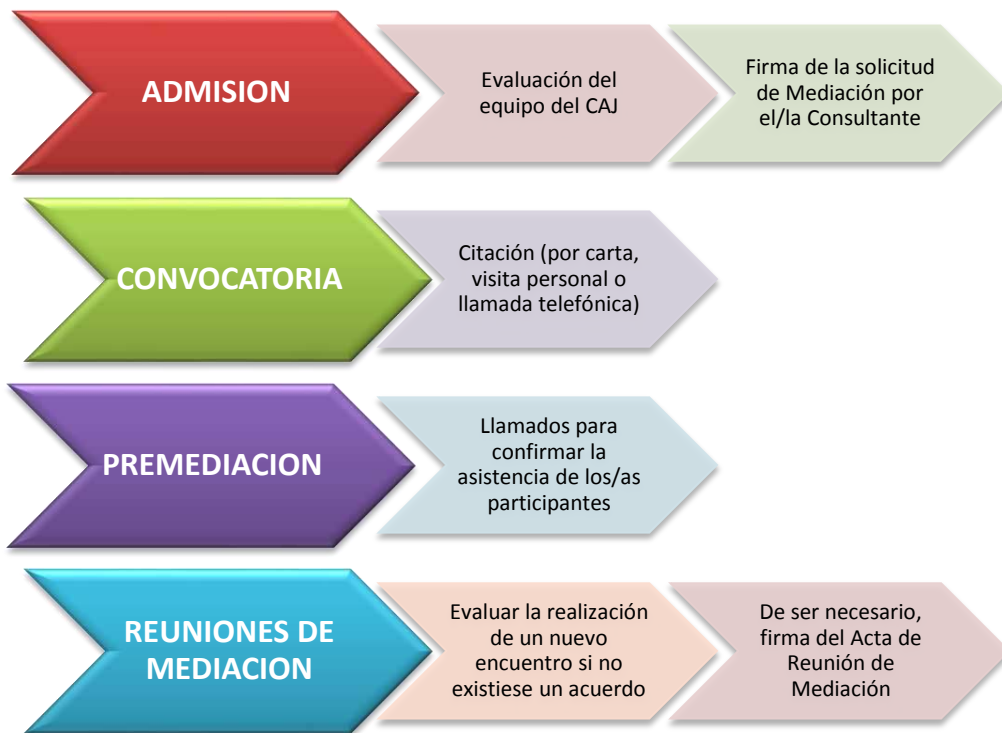 ADMISION
Evaluación del
equipo del CAJ
Firma de la solicitud
de Mediación por
el/la Consultante
CONVOCATORIA
Citación (por carta,
visita personal o
llamada telefónica)
PREMEDIACION
Llamados para
confirmar la
asistencia de los/as
participantes
REUNIONES DE
MEDIACION
Evaluar la realización
de un nuevo
encuentro si no
existiese un acuerdo
De ser necesario,
firma del Acta de
Reunión de
Mediación